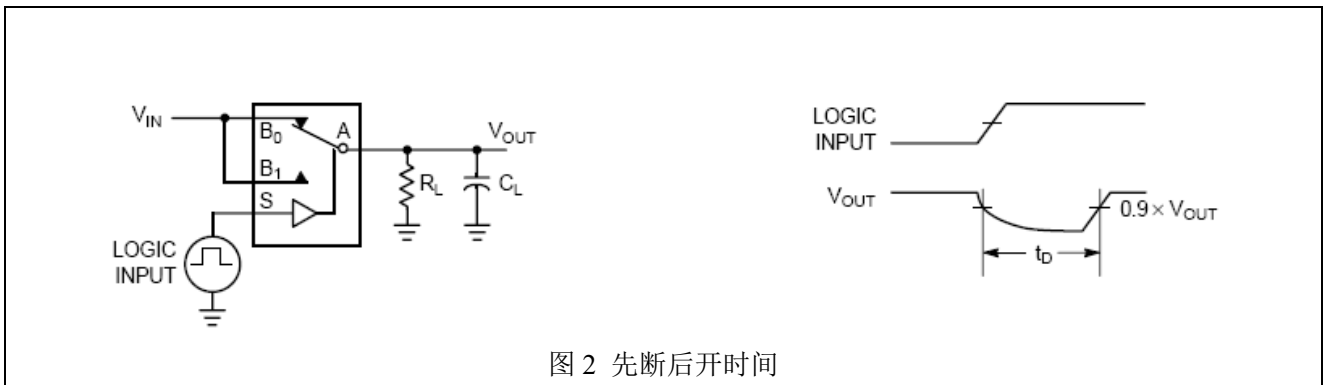 V_IN
B₀
A
V_OUT
B₁
R_L
C_L
S
LOGIC
INPUT
LOGIC
INPUT
V_OUT
0.9 × V_OUT
t_D
图 2 先断后开时间